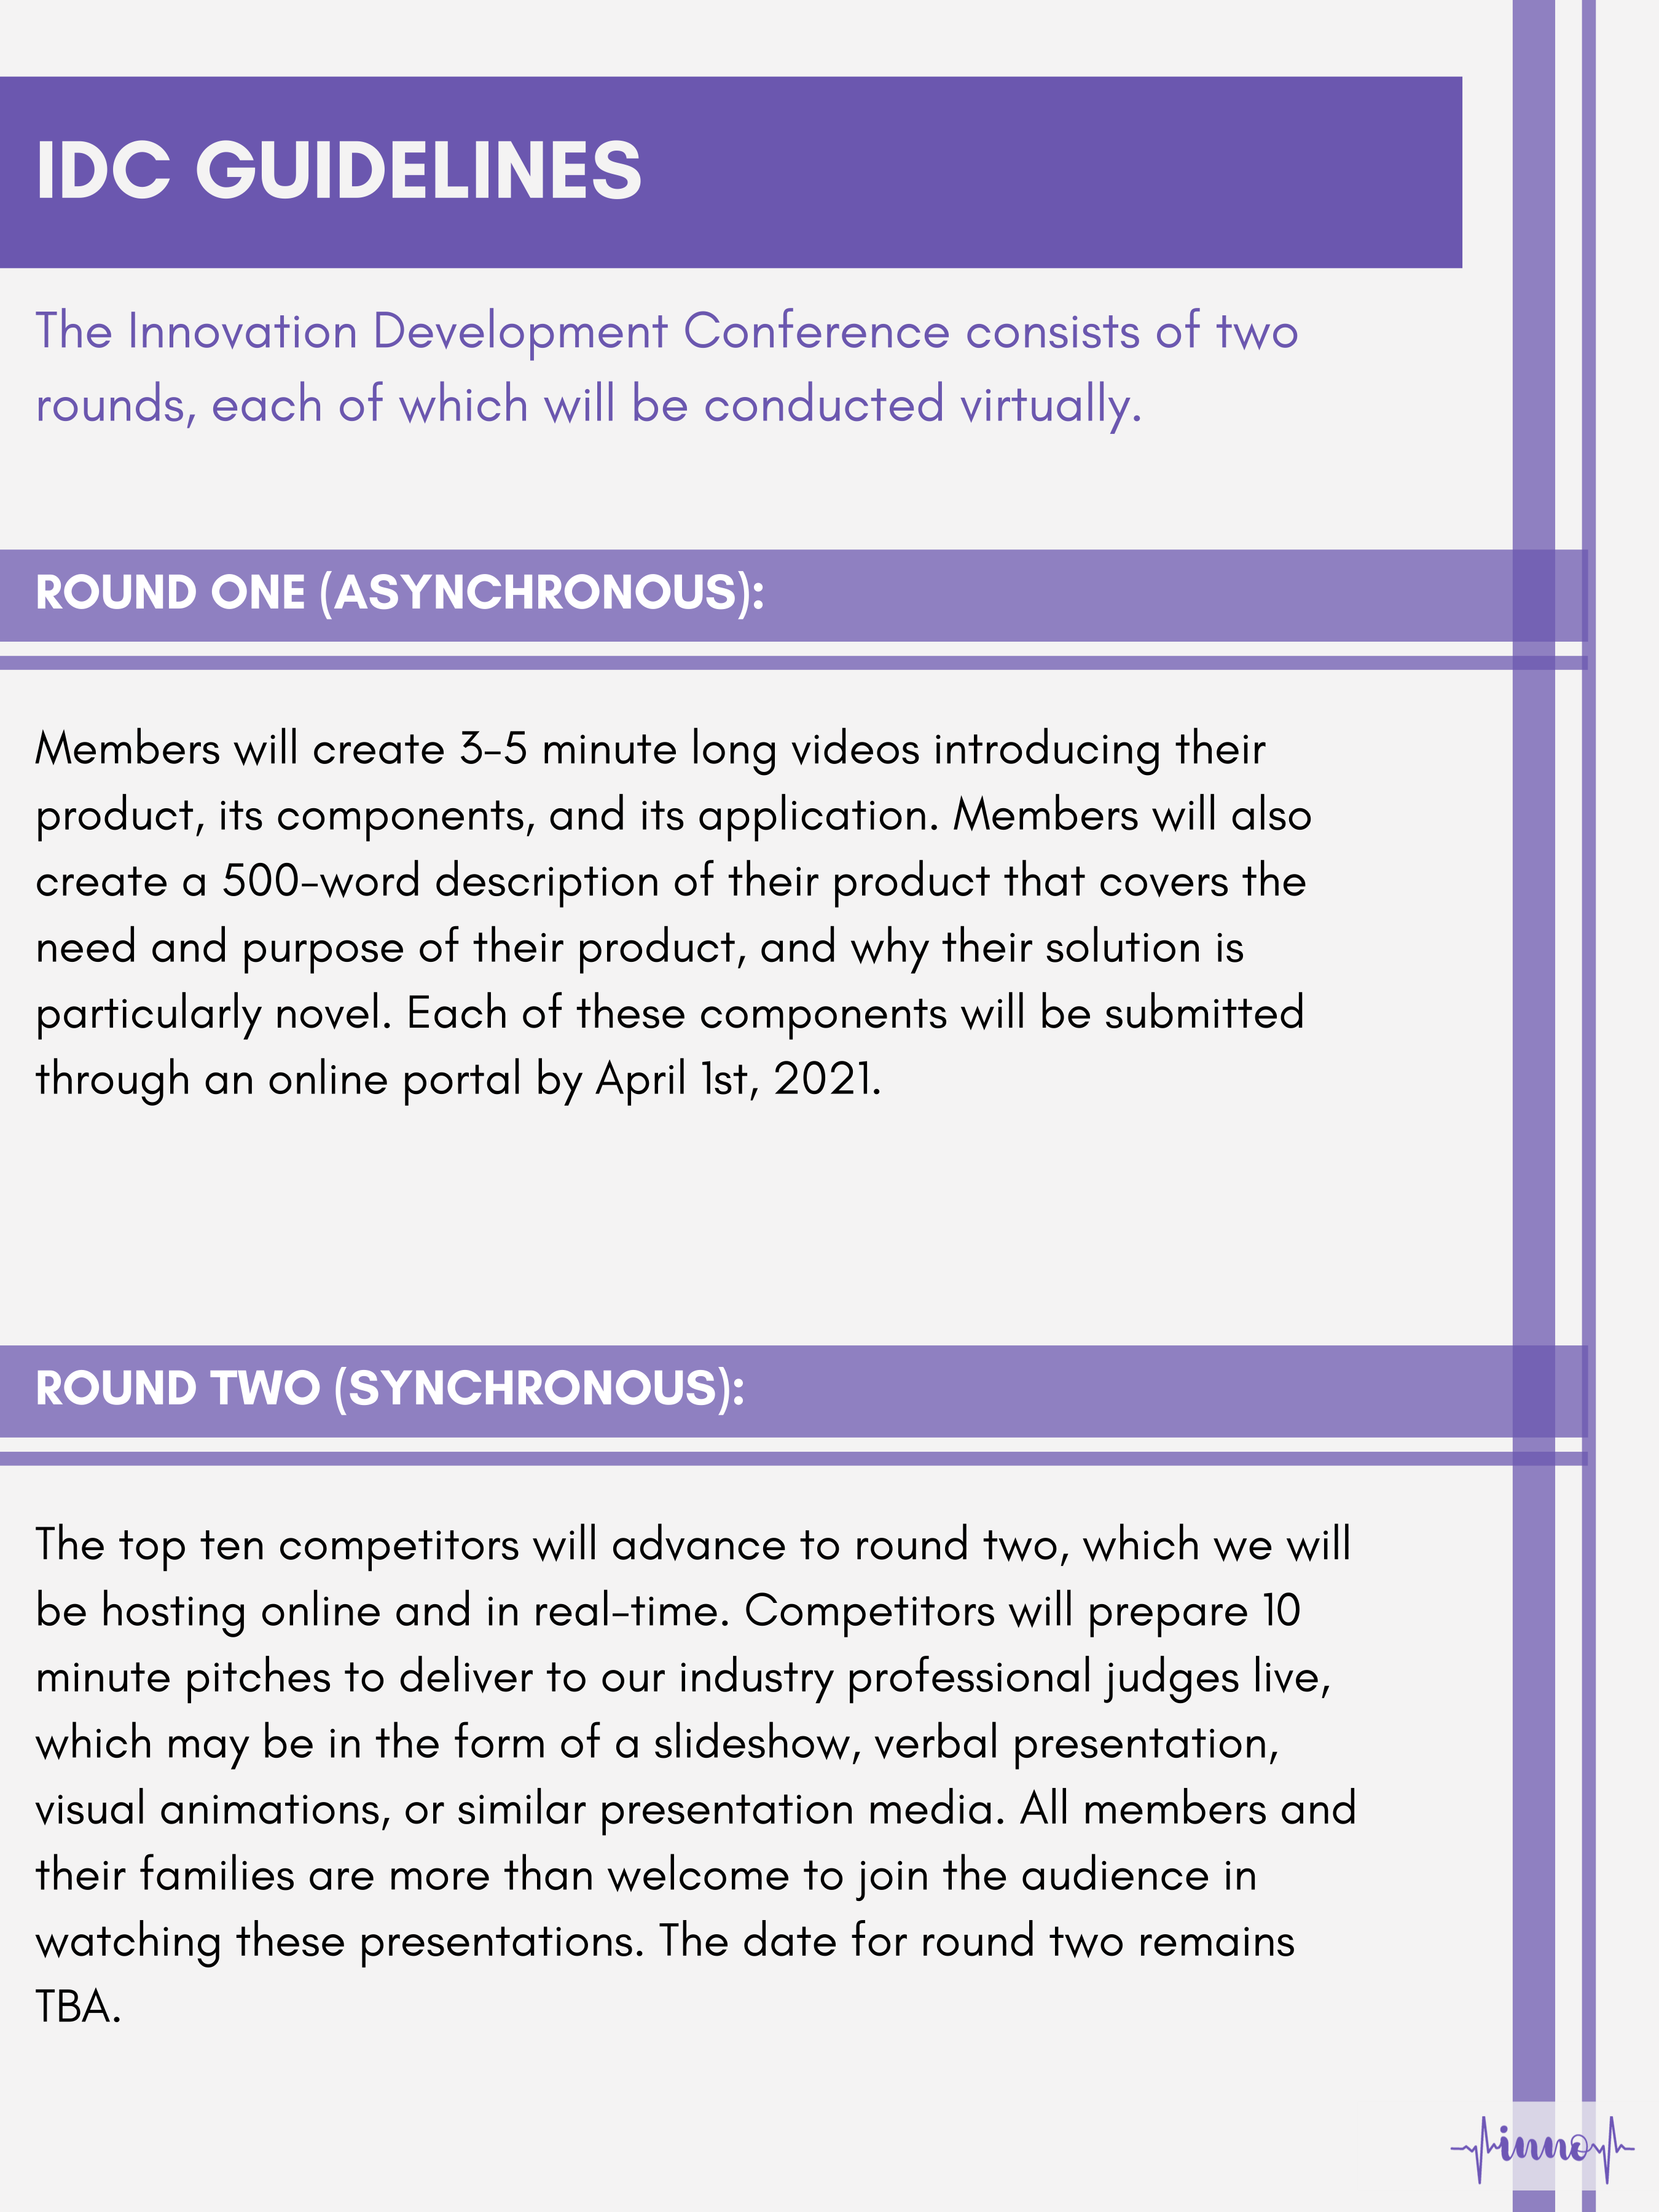 IDC GUIDELINES
The Innovation Development Conference consists of two
rounds, each of which will be conducted virtually.
ROUND ONE (ASYNCHRONOUS):
Members will create 3-5 minute long videos introducing their
product, its components, and its application. Members will also
create a 500-word description of their product that covers the
need and purpose of their product, and why their solution is
particularly novel. Each of these components will be submitted
through an online portal by April 1st, 2021.
ROUND TWO (SYNCHRONOUS):
The top ten competitors will advance to round two, which we will
be hosting online and in real-time. Competitors will prepare 10
minute pitches to deliver to our industry professional judges live,
which may be in the form of a slideshow, verbal presentation,
visual animations, or similar presentation media. All members and
their families are more than welcome to join the audience in
watching these presentations. The date for round two remains
TBA.
inno